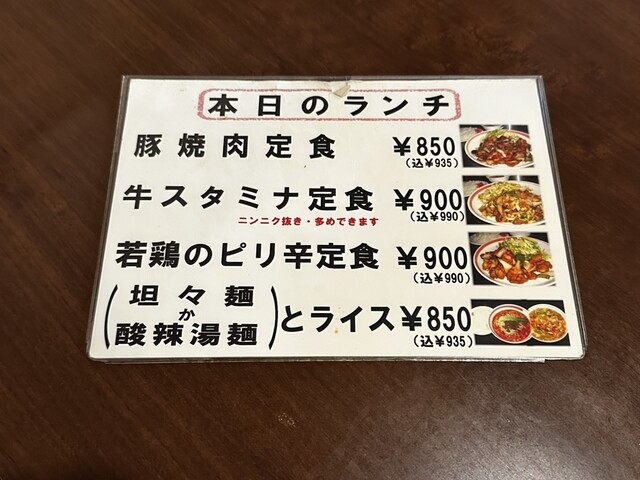 本日のランチ
豚焼肉定食 ¥850
(込¥935)
牛スタミナ定食 ¥900
ニンニク抜き・多めできます (込¥990)
若鶏のピリ辛定食 ¥900
(込¥990)
(坦々麺
か
酸辣湯麺)とライス ¥850
(込¥935)